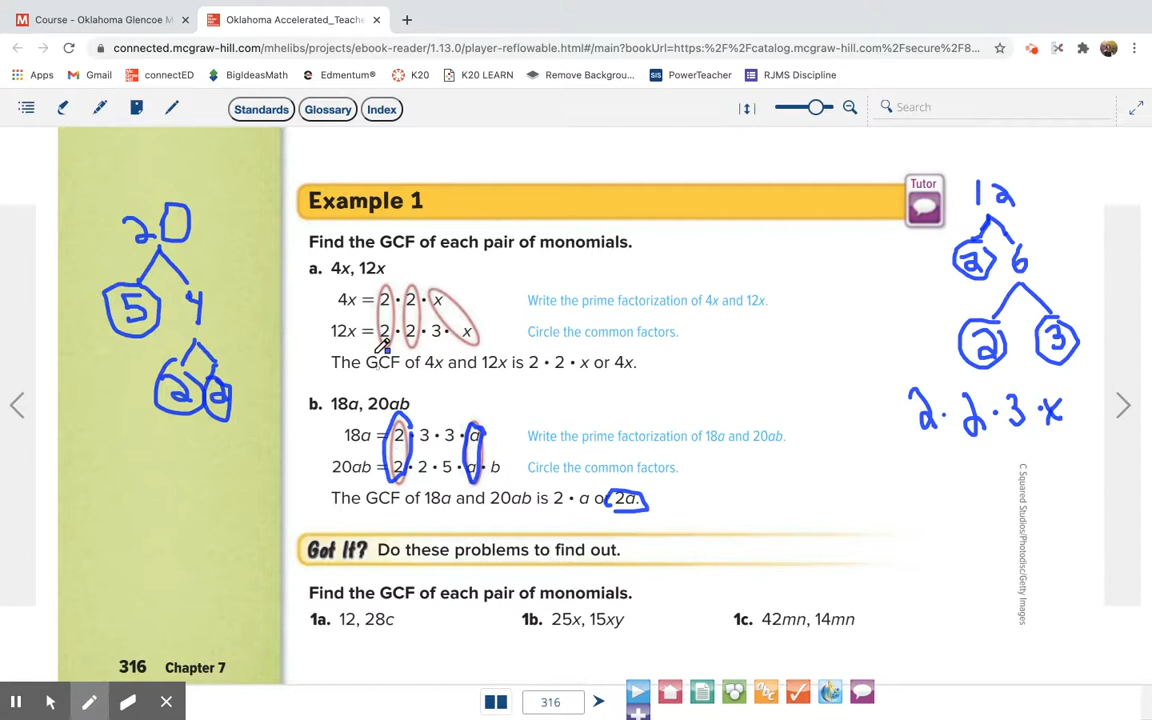 Course - Oklahoma Glencoe M
Oklahoma Accelerated_Teache
connected.mcgraw-hill.com/mhelibs/projects/ebook-reader/1.13.0/player-reflowable.html#/main?bookUrl=https:%2F%2Fcatalog.mcgraw-hill.com%2Fsecure%2F8...
Apps Gmail connectED BigIdeasMath Edmentum® K20 K20 LEARN Remove Backgrou... SIS PowerTeacher RJMS Discipline
Standards Glossary Index Search
Tutor
Example 1
Find the GCF of each pair of monomials.
a. 4x, 12x
4x = 2 • 2 • x Write the prime factorization of 4x and 12x.
12x = 2 • 2 • 3 • x Circle the common factors.
The GCF of 4x and 12x is 2 • 2 • x or 4x.
b. 18a, 20ab
18a = 2 • 3 • 3 • a Write the prime factorization of 18a and 20ab.
20ab = 2 • 2 • 5 • a • b Circle the common factors.
The GCF of 18a and 20ab is 2 • a or 2a.
Got It? Do these problems to find out.
Find the GCF of each pair of monomials.
1a. 12, 28c 1b. 25x, 15xy 1c. 42mn, 14mn
20
5 4
2 2
12
2 6
2 3
2 · 2 · 3 · x
C Squared Studios/Photodisc/Getty Images
316 Chapter 7
316
abc